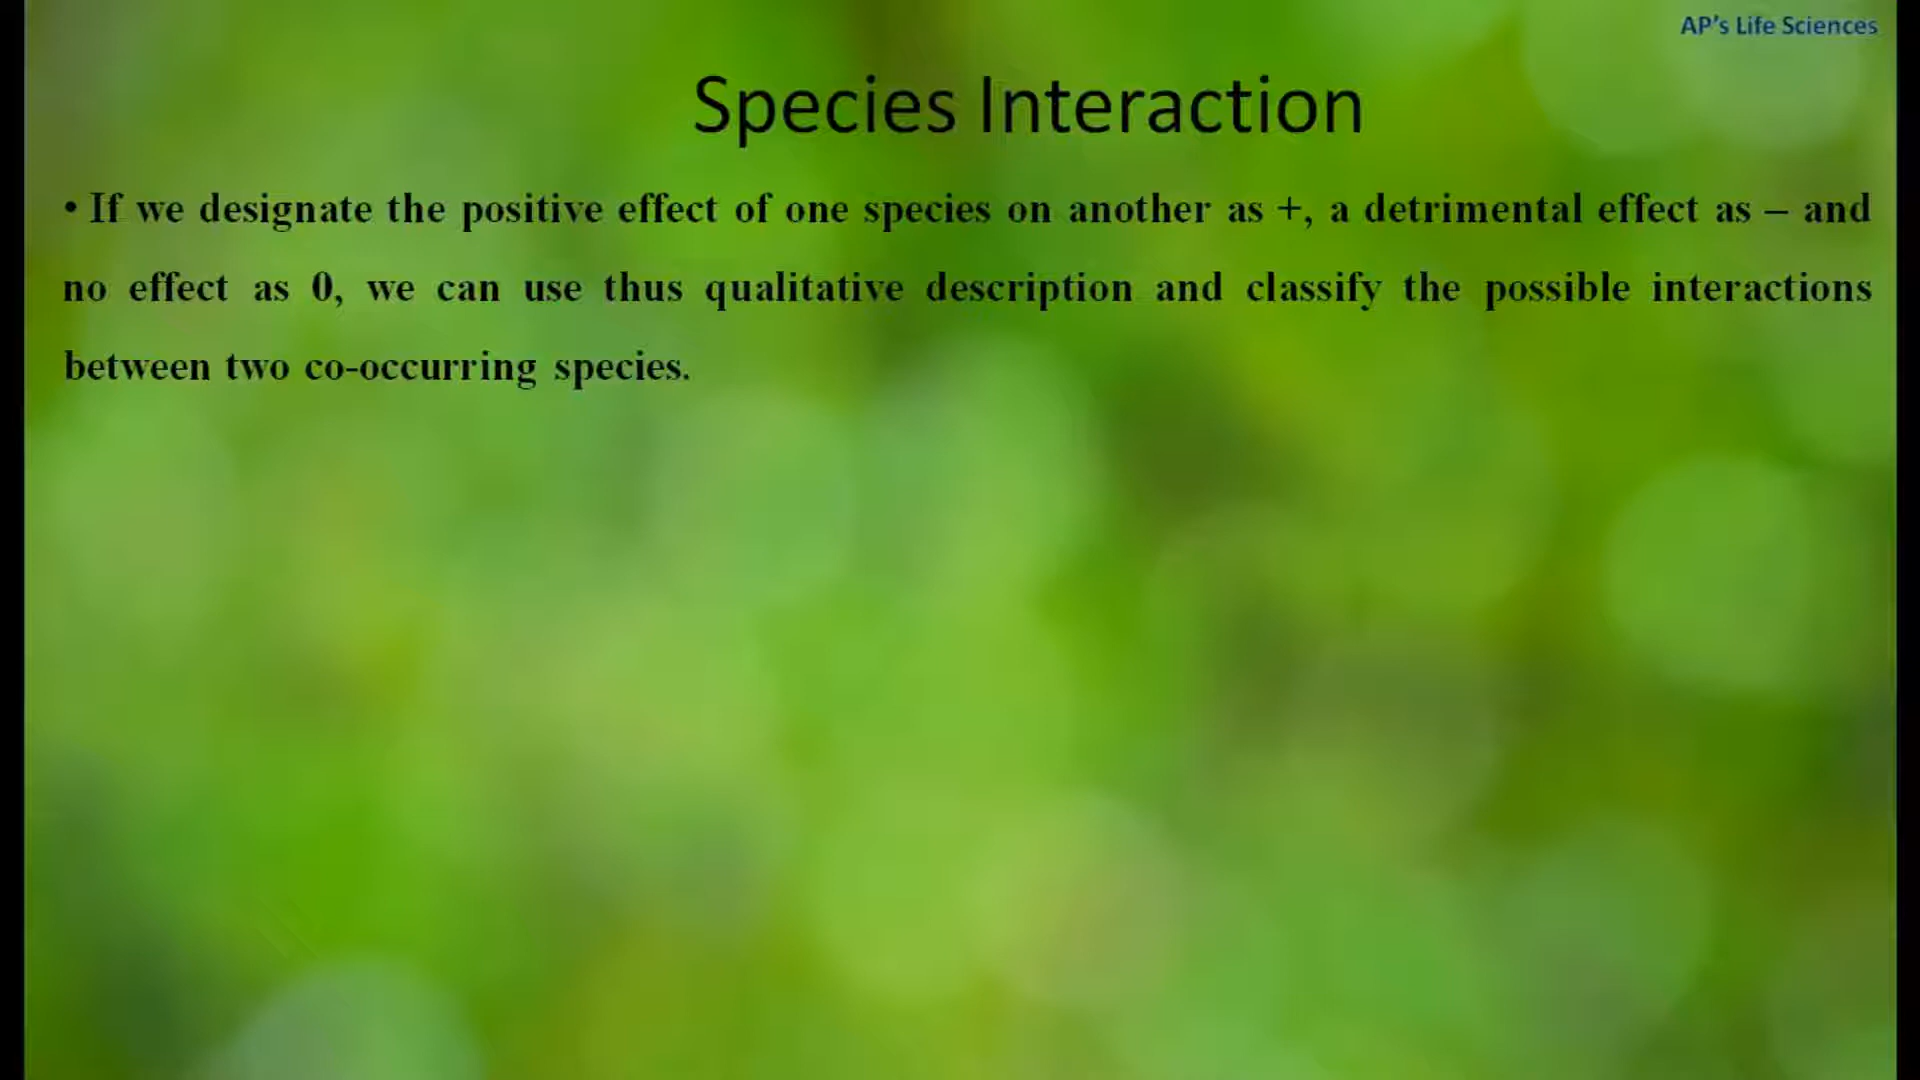 AP's Life Sciences
Species Interaction
• If we designate the positive effect of one species on another as +, a detrimental effect as – and
no effect as 0, we can use thus qualitative description and classify the possible interactions
between two co-occurring species.